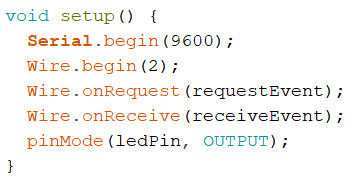 void setup() {
  Serial.begin(9600);
  Wire.begin(2);
  Wire.onRequest(requestEvent);
  Wire.onReceive(receiveEvent);
  pinMode(ledPin, OUTPUT);
}